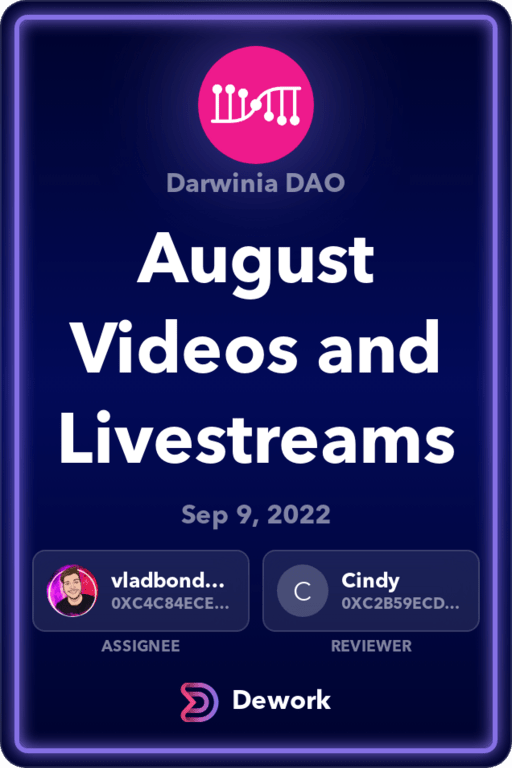 Darwinia DAO
August
Videos and
Livestreams
Sep 9, 2022
vladbond...
0XC4C84ECE...
ASSIGNEE
C
Cindy
0XC2B59ECD...
REVIEWER
Dework